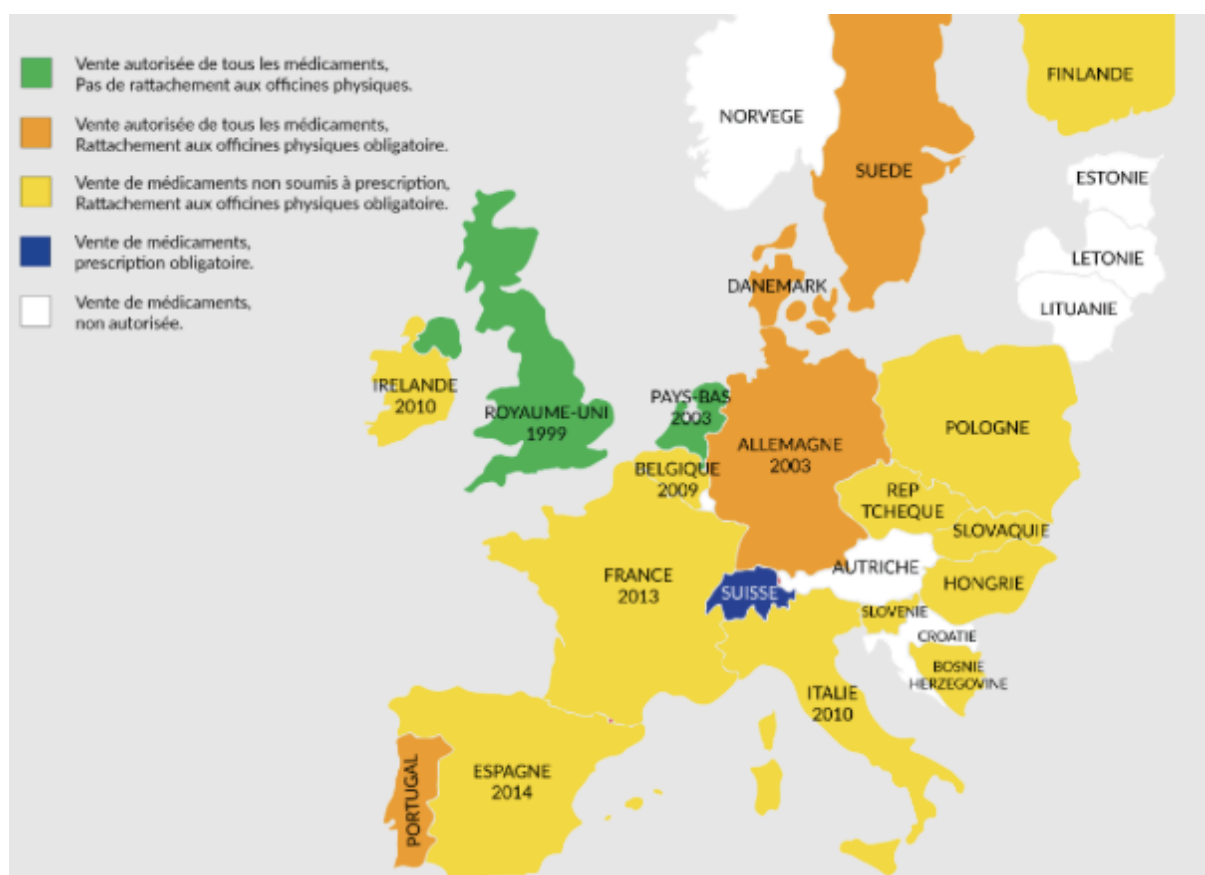 Vente autorisée de tous les médicaments,
Pas de rattachement aux officines physiques.
Vente autorisée de tous les médicaments,
Rattachement aux officines physiques obligatoire.
Vente de médicaments non soumis à prescription,
Rattachement aux officines physiques obligatoire.
Vente de médicaments,
prescription obligatoire.
Vente de médicaments,
non autorisée.
FINLANDE
NORVEGE
SUEDE
ESTONIE
LETONIE
LITUANIE
DANEMARK
IRELANDE
2010
ROYAUME-UNI
1999
PAYS-BAS
2003
ALLEMAGNE
2003
POLOGNE
BELGIQUE
2009
REP
TCHEQUE
SLOVAQUIE
AUTRICHE
HONGRIE
FRANCE
2013
SUISSE
SLOVENIE
CROATIE
BOSNIE
HERZEGOVINE
ITALIE
2010
ESPAGNE
2014
PORTUGAL